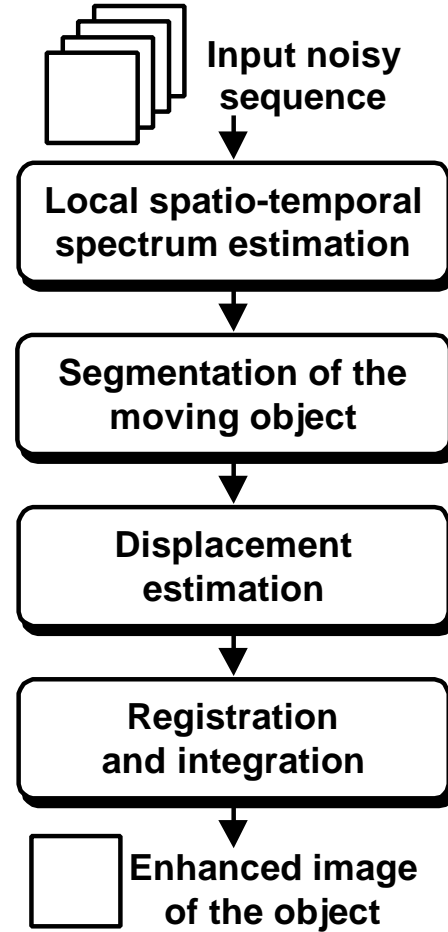 Input noisy
sequence
Local spatio-temporal
spectrum estimation
Segmentation of the
moving object
Displacement
estimation
Registration
and integration
Enhanced image
of the object